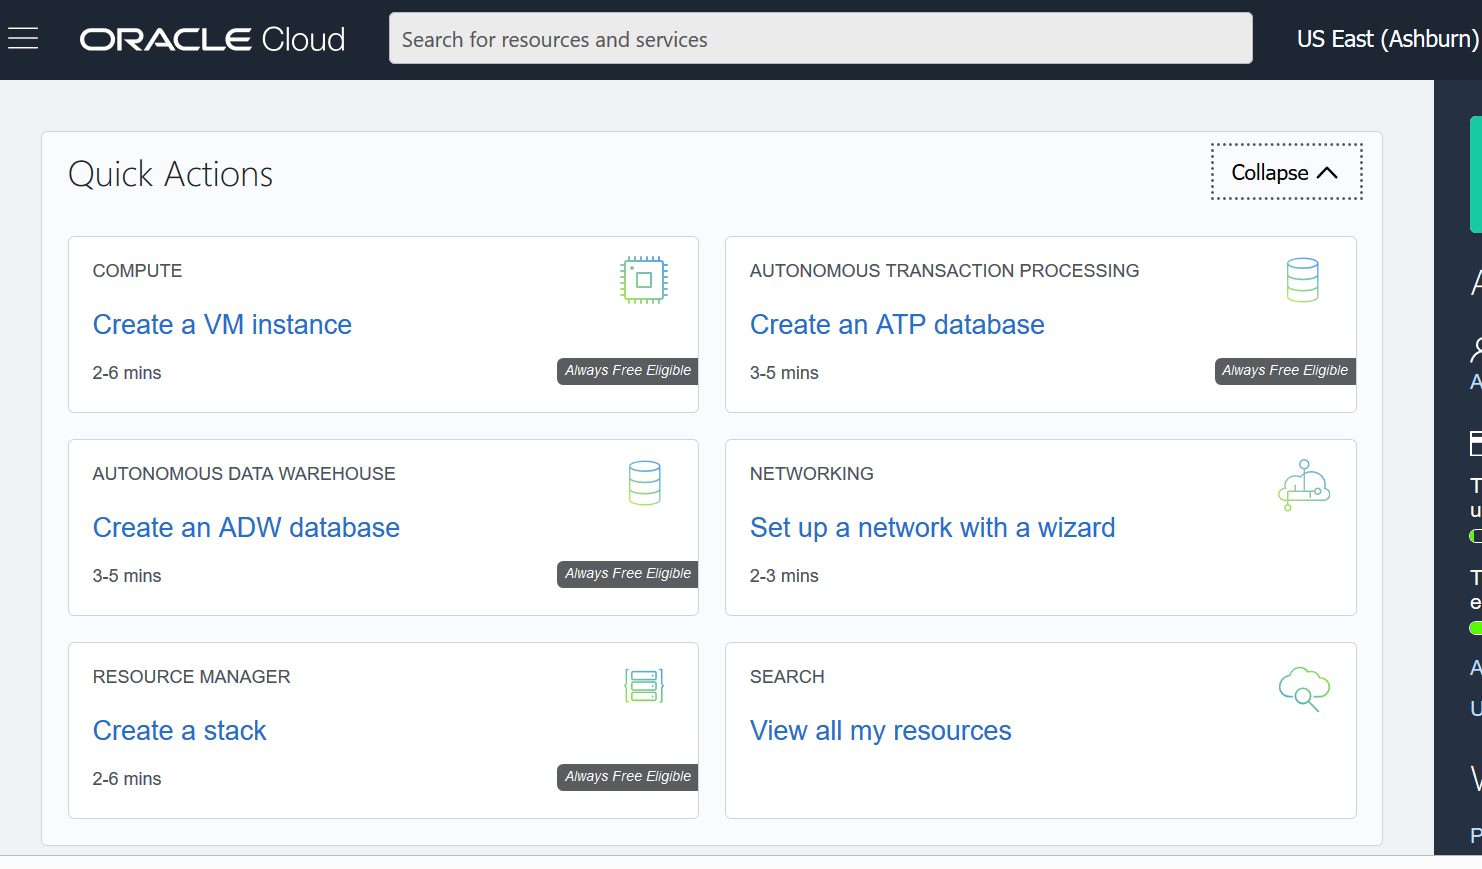 ORACLE Cloud
Search for resources and services
US East (Ashburn)
Quick Actions
Collapse
COMPUTE
Create a VM instance
2-6 mins
Always Free Eligible
AUTONOMOUS TRANSACTION PROCESSING
Create an ATP database
3-5 mins
Always Free Eligible
AUTONOMOUS DATA WAREHOUSE
Create an ADW database
3-5 mins
Always Free Eligible
NETWORKING
Set up a network with a wizard
2-3 mins
RESOURCE MANAGER
Create a stack
2-6 mins
Always Free Eligible
SEARCH
View all my resources